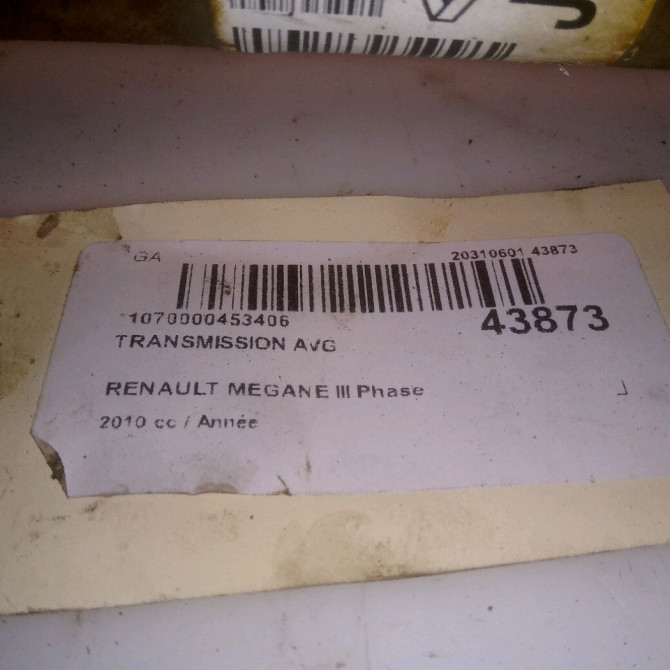 GA 20310601 43873
*1070000453406 43873
TRANSMISSION AVG
RENAULT MEGANE III Phase
2010 cc / Année